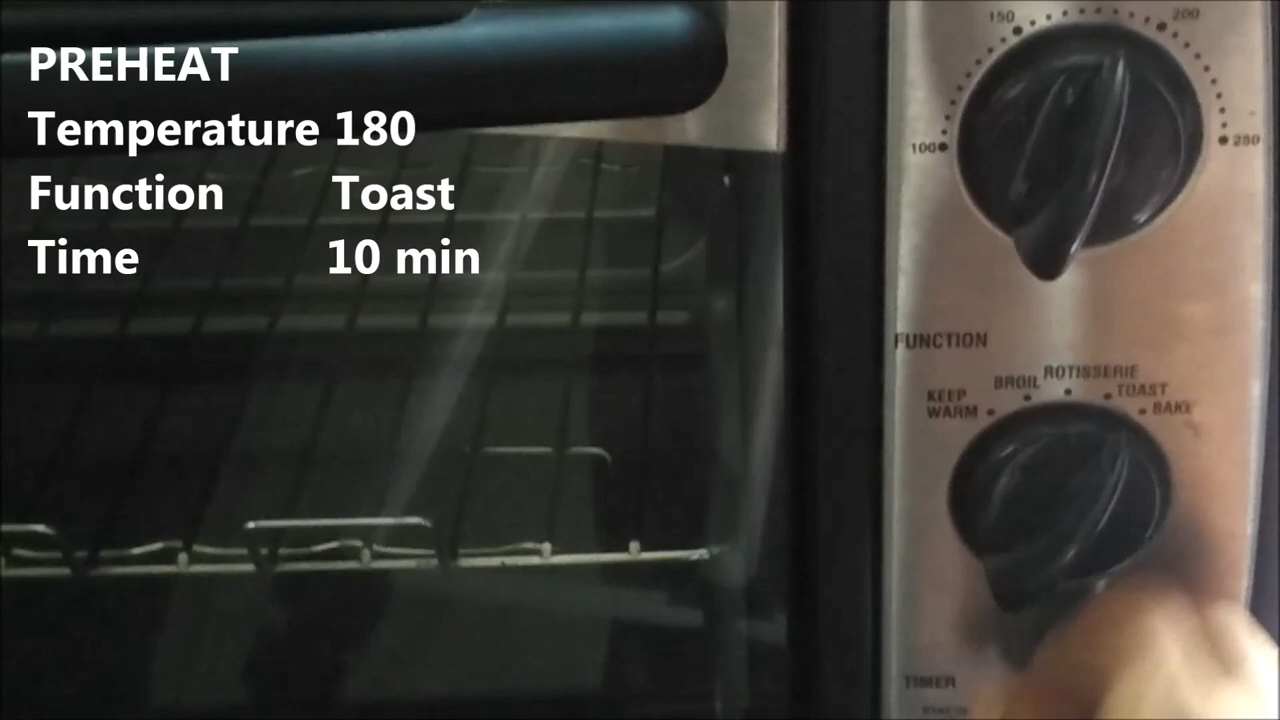 PREHEAT
Temperature 180
Function Toast
Time 10 min
150
200
100
250
FUNCTION
KEEP WARM
BROIL
ROTISSERIE
TOAST
BAKE
TIMER